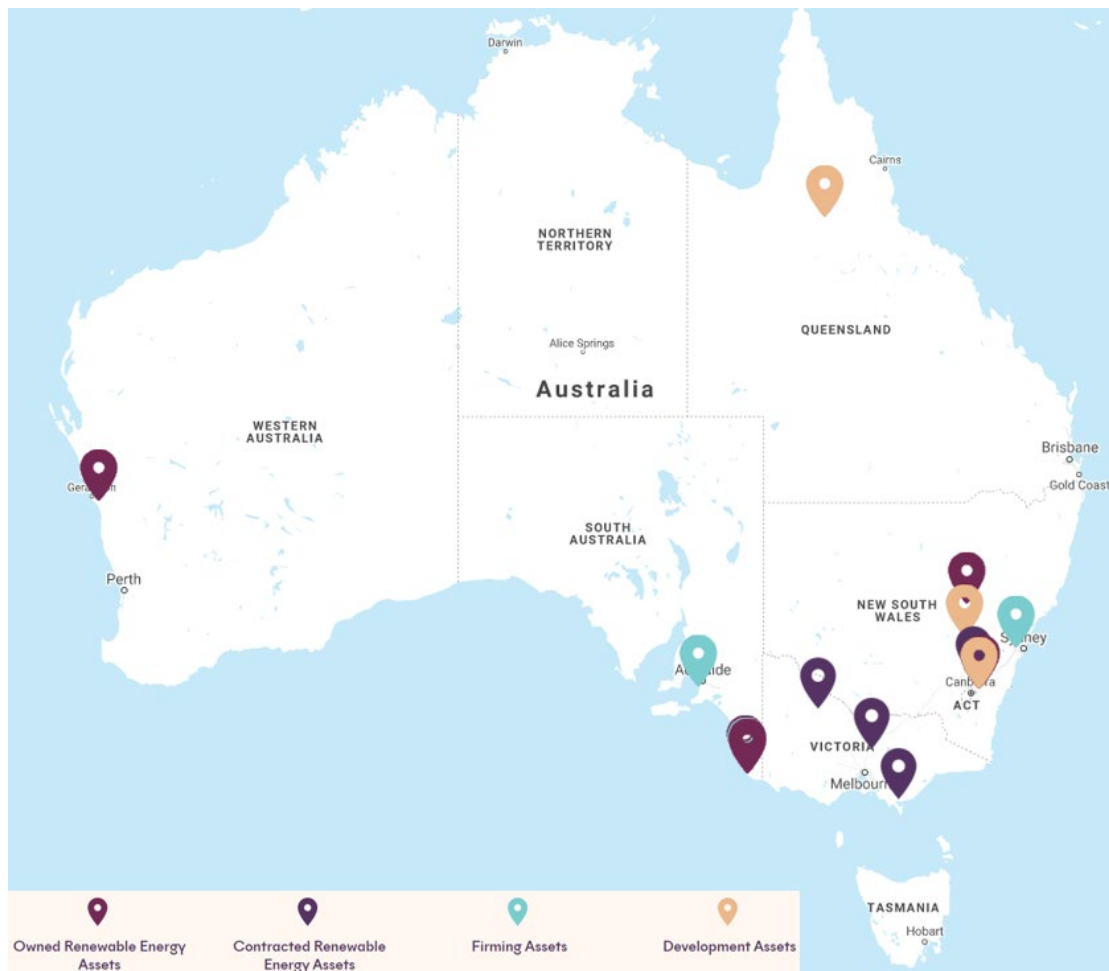 Darwin
Cairns
NORTHERN
TERRITORY
QUEENSLAND
Alice Springs
Australia
WESTERN
AUSTRALIA
Brisbane
Gold Coast
SOUTH
AUSTRALIA
Perth
NEW SOUTH
WALES
ACT
VICTORIA
TASMANIA
Hobart
Owned Renewable Energy
Assets
Contracted Renewable
Energy Assets
Firming Assets
Development Assets